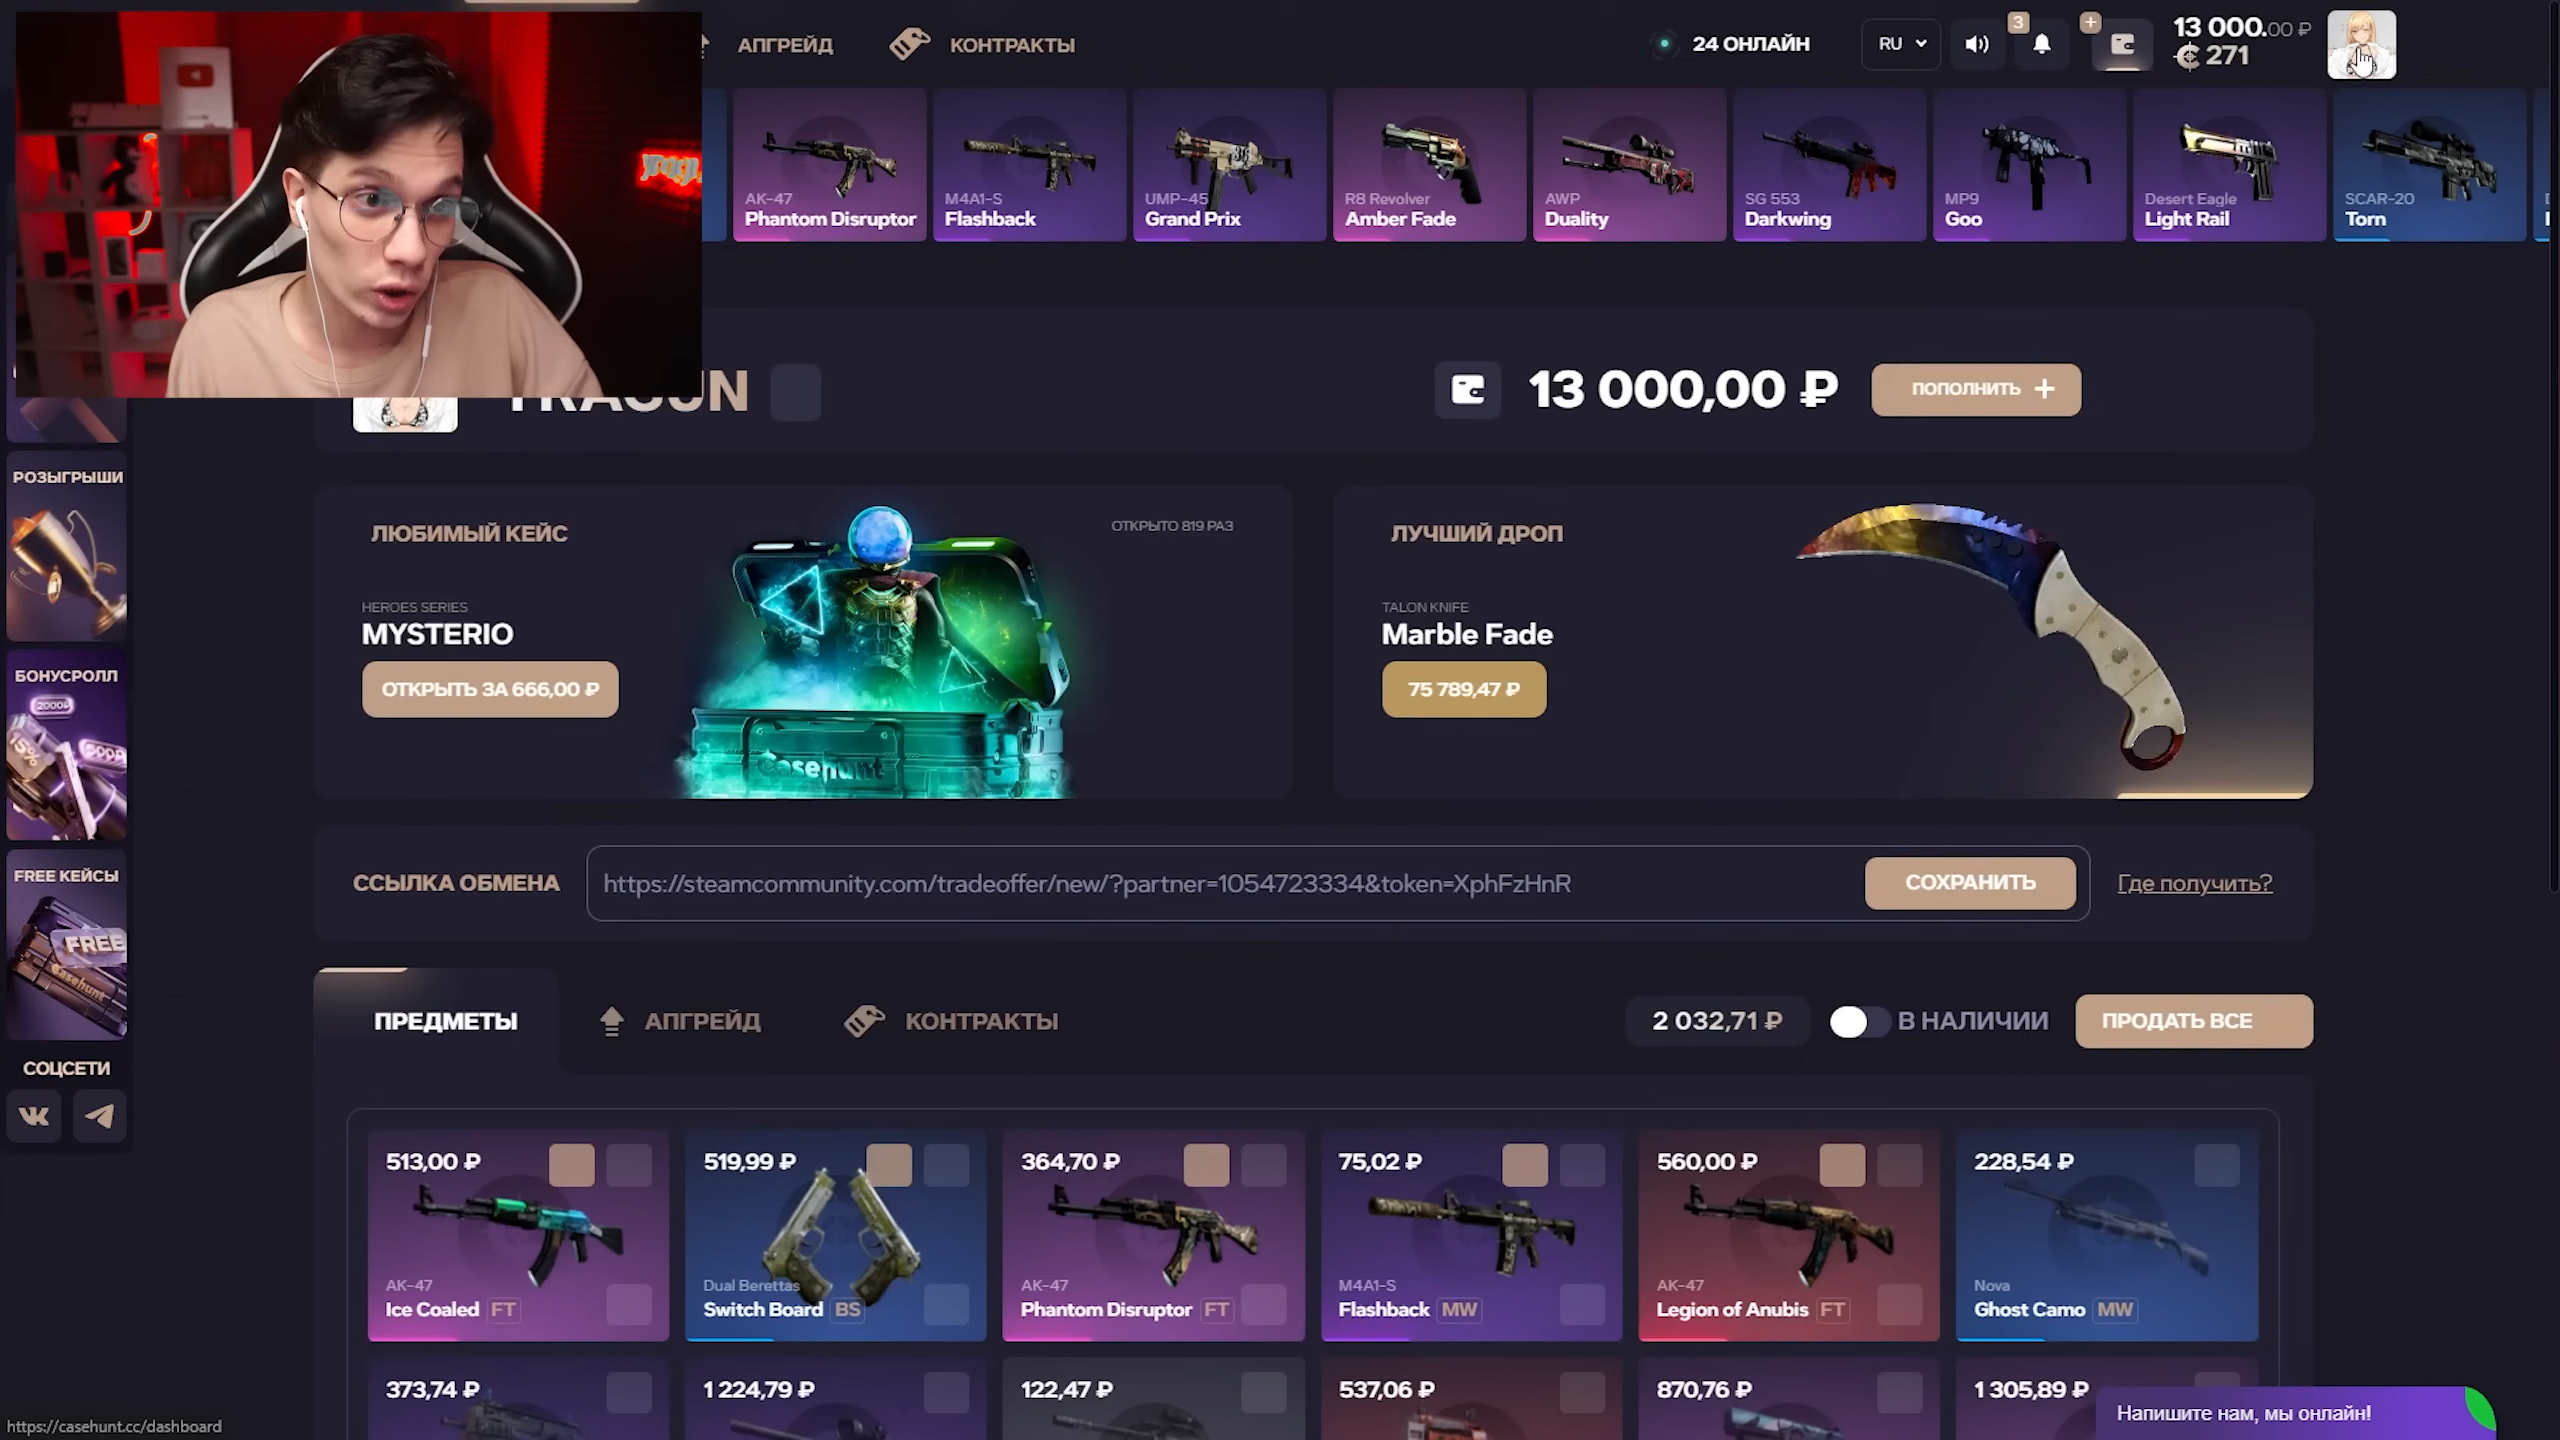 АПГРЕЙД
КОНТРАКТЫ
24 ОНЛАЙН
RU
3
+
13 000.00 ₽
271
AK-47
Phantom Disruptor
M4A1-S
Flashback
UMP-45
Grand Prix
R8 Revolver
Amber Fade
AWP
Duality
SG 553
Darkwing
MP9
Goo
Desert Eagle
Light Rail
SCAR-20
Torn
13 000,00 ₽
ПОПОЛНИТЬ +
РОЗЫГРЫШИ
БОНУСРОЛЛ
2000₽
15%
500₽
FREE КЕЙСЫ
FREE
Casehunt
СОЦСЕТИ
ЛЮБИМЫЙ КЕЙС
ОТКРЫТО 819 РАЗ
HEROES SERIES
MYSTERIO
ОТКРЫТЬ ЗА 666,00 ₽
Casehunt
ЛУЧШИЙ ДРОП
TALON KNIFE
Marble Fade
75 789,47 ₽
ССЫЛКА ОБМЕНА
https://steamcommunity.com/tradeoffer/new/?partner=1054723334&token=XphFzHnR
СОХРАНИТЬ
Где получить?
ПРЕДМЕТЫ
АПГРЕЙД
КОНТРАКТЫ
2 032,71 ₽
В НАЛИЧИИ
ПРОДАТЬ ВСЕ
513,00 ₽
AK-47
Ice Coaled FT
519,99 ₽
Dual Berettas
Switch Board BS
364,70 ₽
AK-47
Phantom Disruptor FT
75,02 ₽
M4A1-S
Flashback MW
560,00 ₽
AK-47
Legion of Anubis FT
228,54 ₽
Nova
Ghost Camo MW
373,74 ₽
1 224,79 ₽
122,47 ₽
537,06 ₽
870,76 ₽
1 305,89 ₽
https://casehunt.cc/dashboard
Напишите нам, мы онлайн!